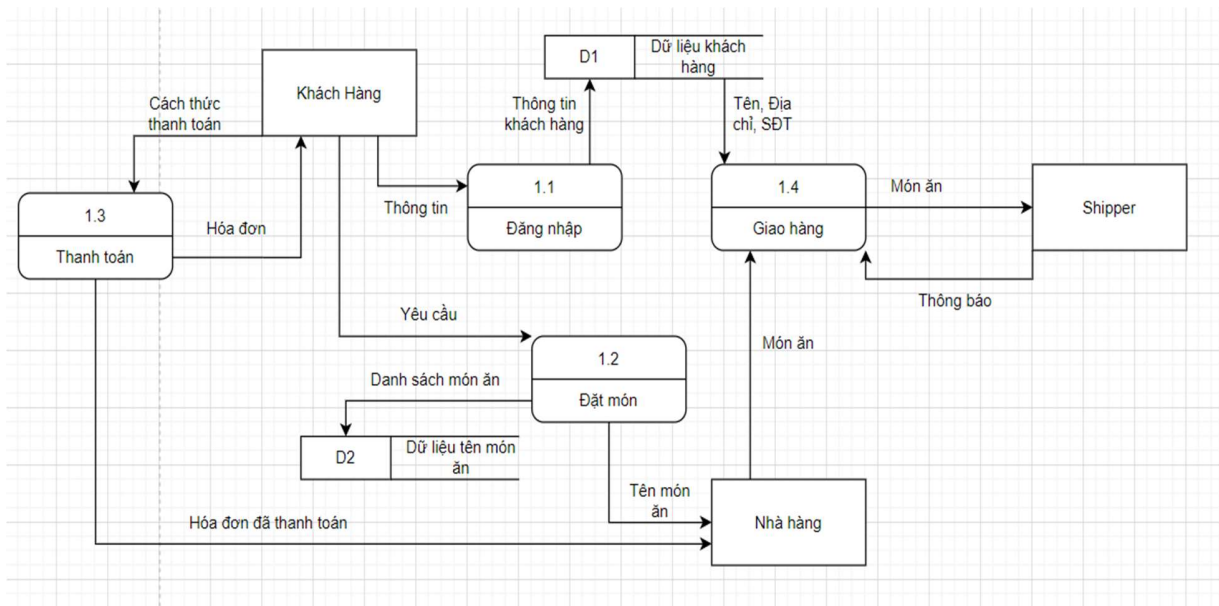 D1
Dữ liệu khách
hàng
Khách Hàng
Cách thức
thanh toán
Thông tin
khách hàng
Tên, Địa
chỉ, SĐT
1.3
Thanh toán
Hóa đơn
Thông tin
1.1
Đăng nhập
1.4
Giao hàng
Món ăn
Shipper
Thông báo
Yêu cầu
Món ăn
1.2
Đặt món
Danh sách món ăn
D2
Dữ liệu tên món
ăn
Tên món
ăn
Nhà hàng
Hóa đơn đã thanh toán